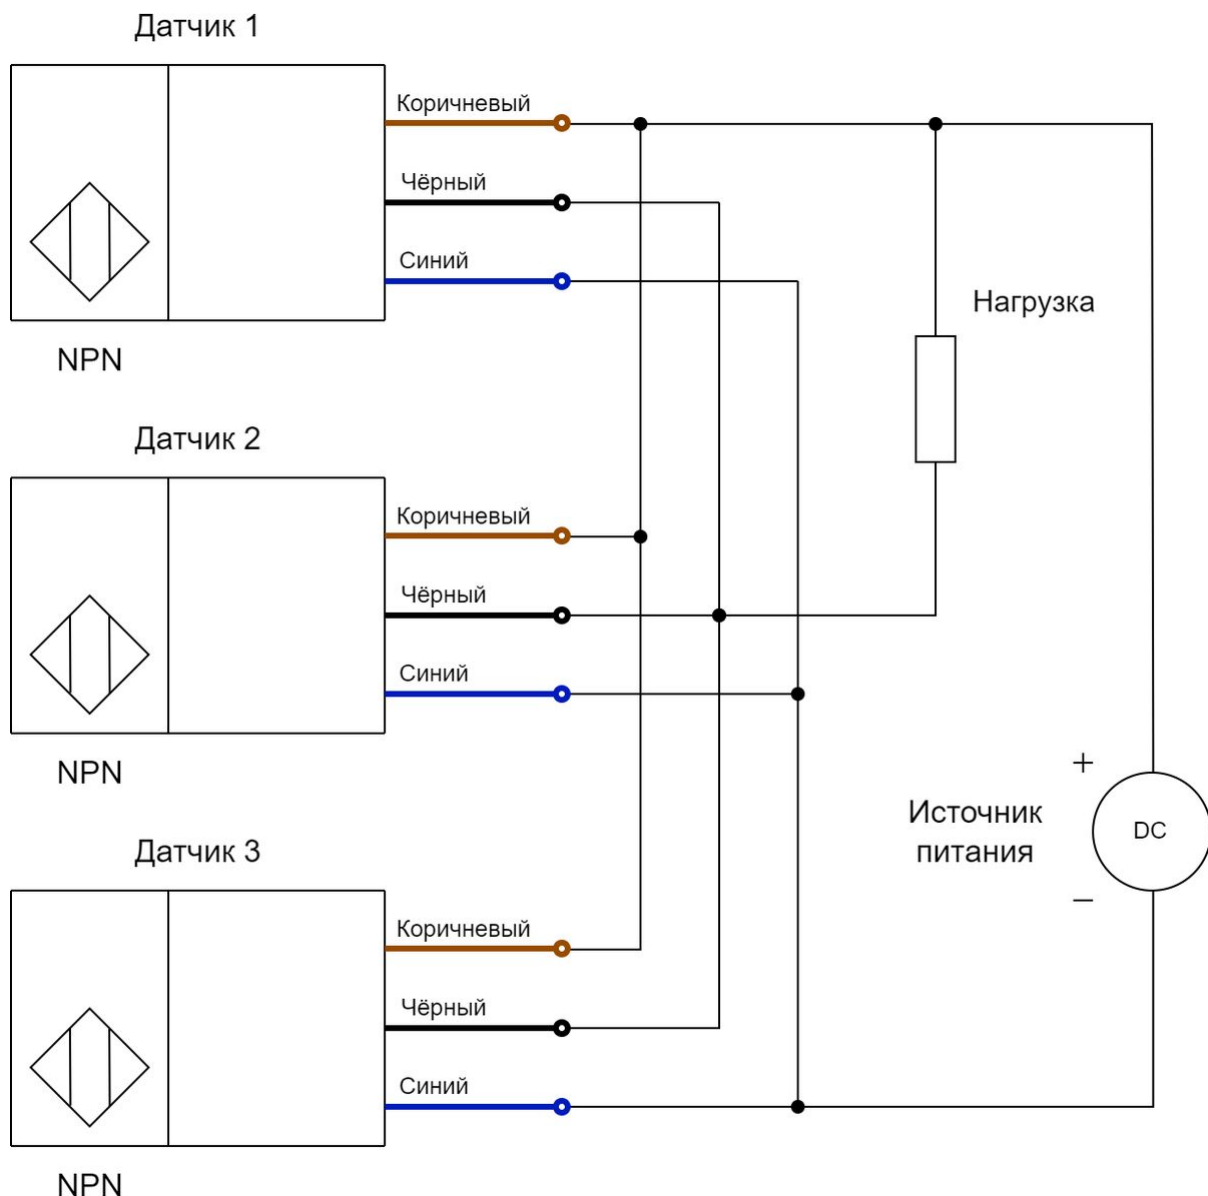 Датчик 1
Коричневый
Чёрный
Синий
NPN
Нагрузка
Датчик 2
Коричневый
Чёрный
Синий
NPN
+
Источник
питания
DC
−
Датчик 3
Коричневый
Чёрный
Синий
NPN